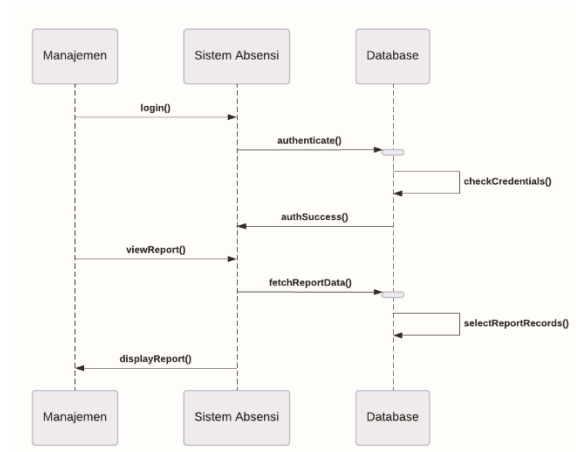 Manajemen
Sistem Absensi
Database
login()
authenticate()
checkCredentials()
authSuccess()
viewReport()
fetchReportData()
selectReportRecords()
displayReport()
Manajemen
Sistem Absensi
Database